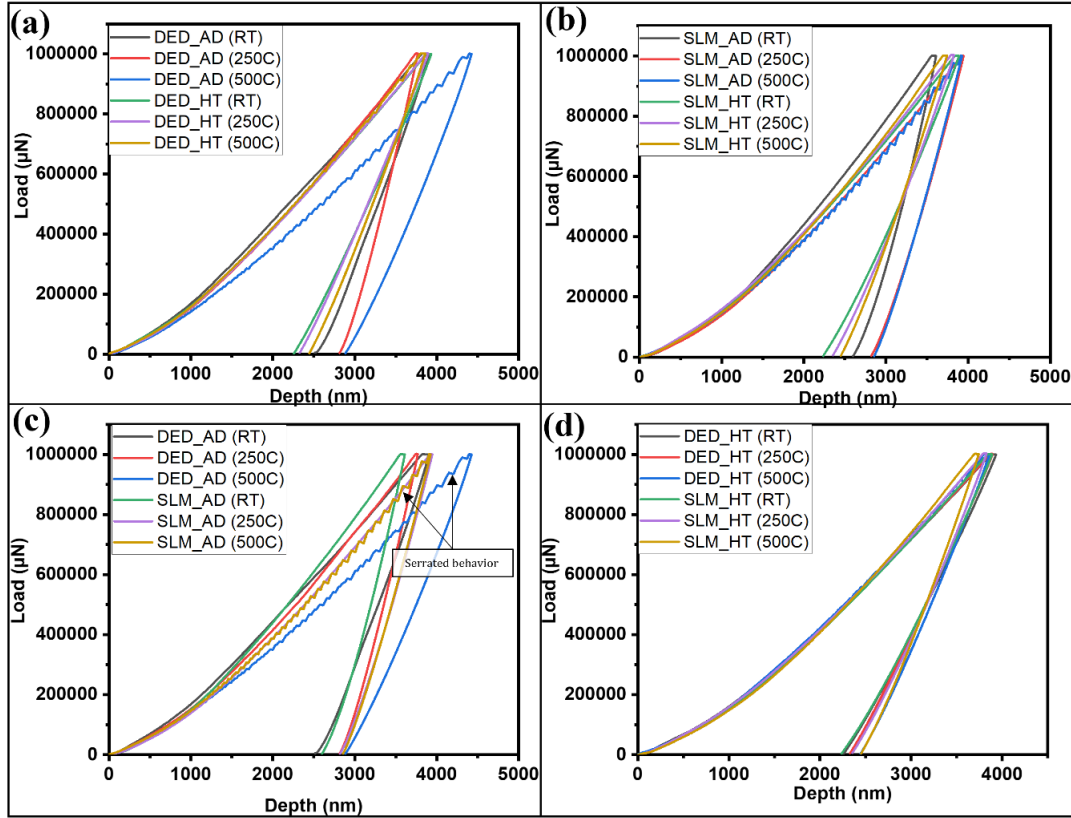 (a)
DED_AD (RT)
DED_AD (250C)
DED_AD (500C)
DED_HT (RT)
DED_HT (250C)
DED_HT (500C)
1000000
800000
600000
400000
200000
0
Load (µN)
0 1000 2000 3000 4000 5000
Depth (nm)
(b)
SLM_AD (RT)
SLM_AD (250C)
SLM_AD (500C)
SLM_HT (RT)
SLM_HT (250C)
SLM_HT (500C)
1000000
800000
600000
400000
200000
0
Load (µN)
0 1000 2000 3000 4000 5000
Depth (nm)
(c)
DED_AD (RT)
DED_AD (250C)
DED_AD (500C)
SLM_AD (RT)
SLM_AD (250C)
SLM_AD (500C)
Serrated behavior
1000000
800000
600000
400000
200000
0
Load (µN)
0 1000 2000 3000 4000 5000
Depth (nm)
(d)
DED_HT (RT)
DED_HT (250C)
DED_HT (500C)
SLM_HT (RT)
SLM_HT (250C)
SLM_HT (500C)
1000000
800000
600000
400000
200000
0
Load (µN)
0 1000 2000 3000 4000
Depth (nm)